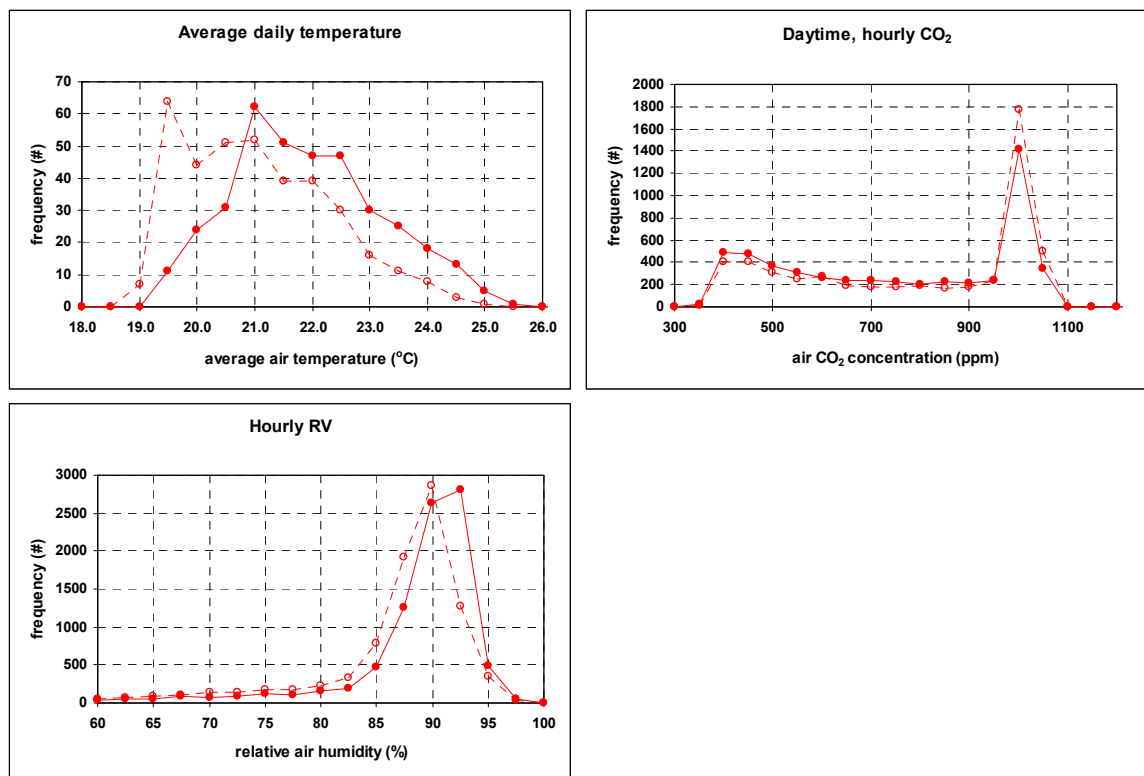 Average daily temperature
70
60
50
40
30
20
10
0
frequency (#)
18.0 19.0 20.0 21.0 22.0 23.0 24.0 25.0 26.0
average air temperature (°C)
Daytime, hourly CO₂
2000
1800
1600
1400
1200
1000
800
600
400
200
0
frequency (#)
300 500 700 900 1100
air CO₂ concentration (ppm)
Hourly RV
3000
2500
2000
1500
1000
500
0
frequency (#)
60 65 70 75 80 85 90 95 100
relative air humidity (%)